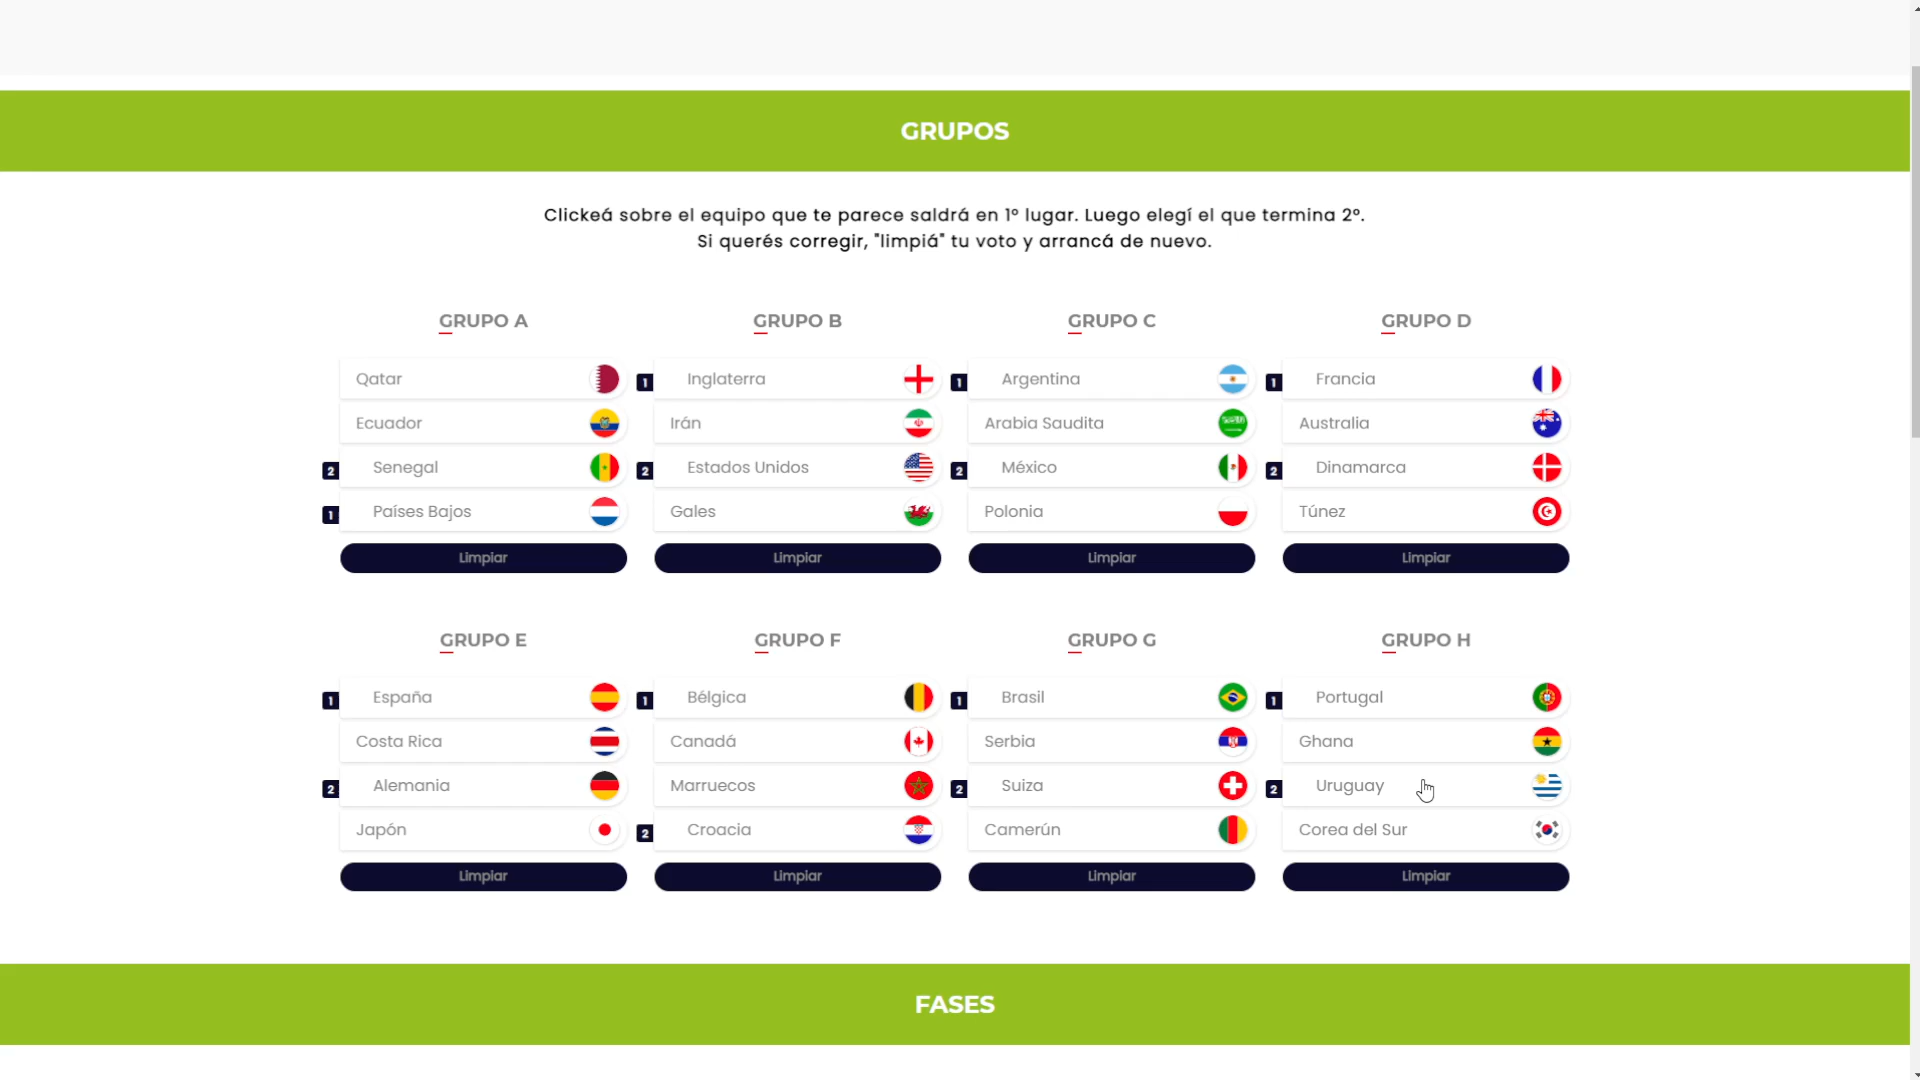 GRUPOS
Clickeá sobre el equipo que te parece saldrá en 1° lugar. Luego elegí el que termina 2°.
Si querés corregir, "limpiá" tu voto y arrancá de nuevo.
GRUPO A
Qatar
Ecuador
2 Senegal
1 Países Bajos
Limpiar
GRUPO B
1 Inglaterra
Irán
2 Estados Unidos
Gales
Limpiar
GRUPO C
1 Argentina
Arabia Saudita
2 México
Polonia
Limpiar
GRUPO D
1 Francia
Australia
2 Dinamarca
Túnez
Limpiar
GRUPO E
1 España
Costa Rica
2 Alemania
Japón
Limpiar
GRUPO F
1 Bélgica
Canadá
Marruecos
2 Croacia
Limpiar
GRUPO G
1 Brasil
Serbia
2 Suiza
Camerún
Limpiar
GRUPO H
1 Portugal
Ghana
2 Uruguay
Corea del Sur
Limpiar
FASES